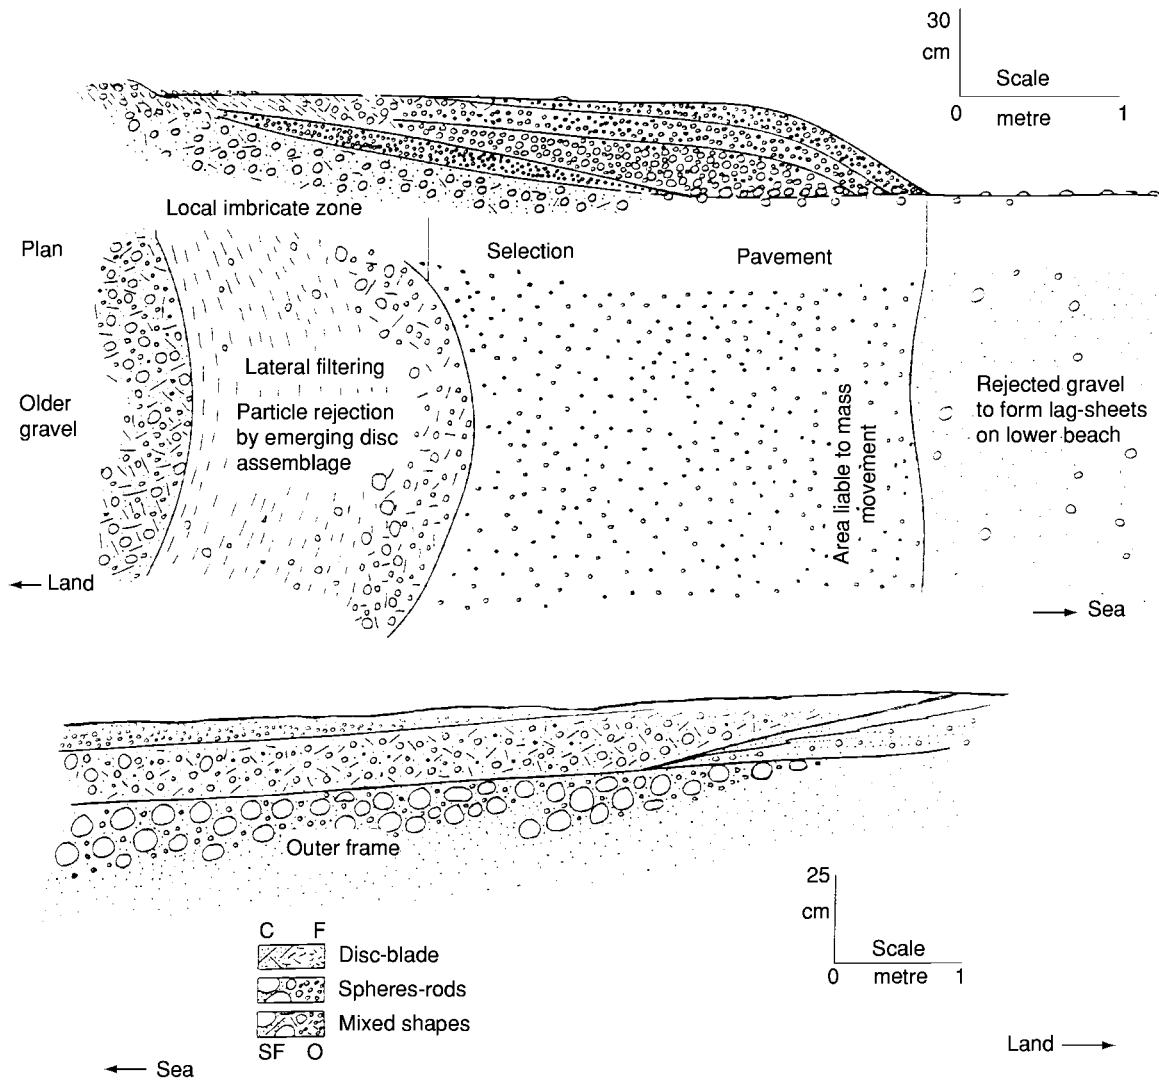 30
cm
Scale
0 1
metre
Local imbricate zone
Plan
Selection
Pavement
Lateral filtering
Older
gravel
Particle rejection
by emerging disc
assemblage
Area liable to mass
movement
Rejected gravel
to form lag-sheets
on lower beach
← Land
→ Sea
Outer frame
25
cm
Scale
0 1
metre
C F
Disc-blade
Spheres-rods
Mixed shapes
SF O
Land →
← Sea